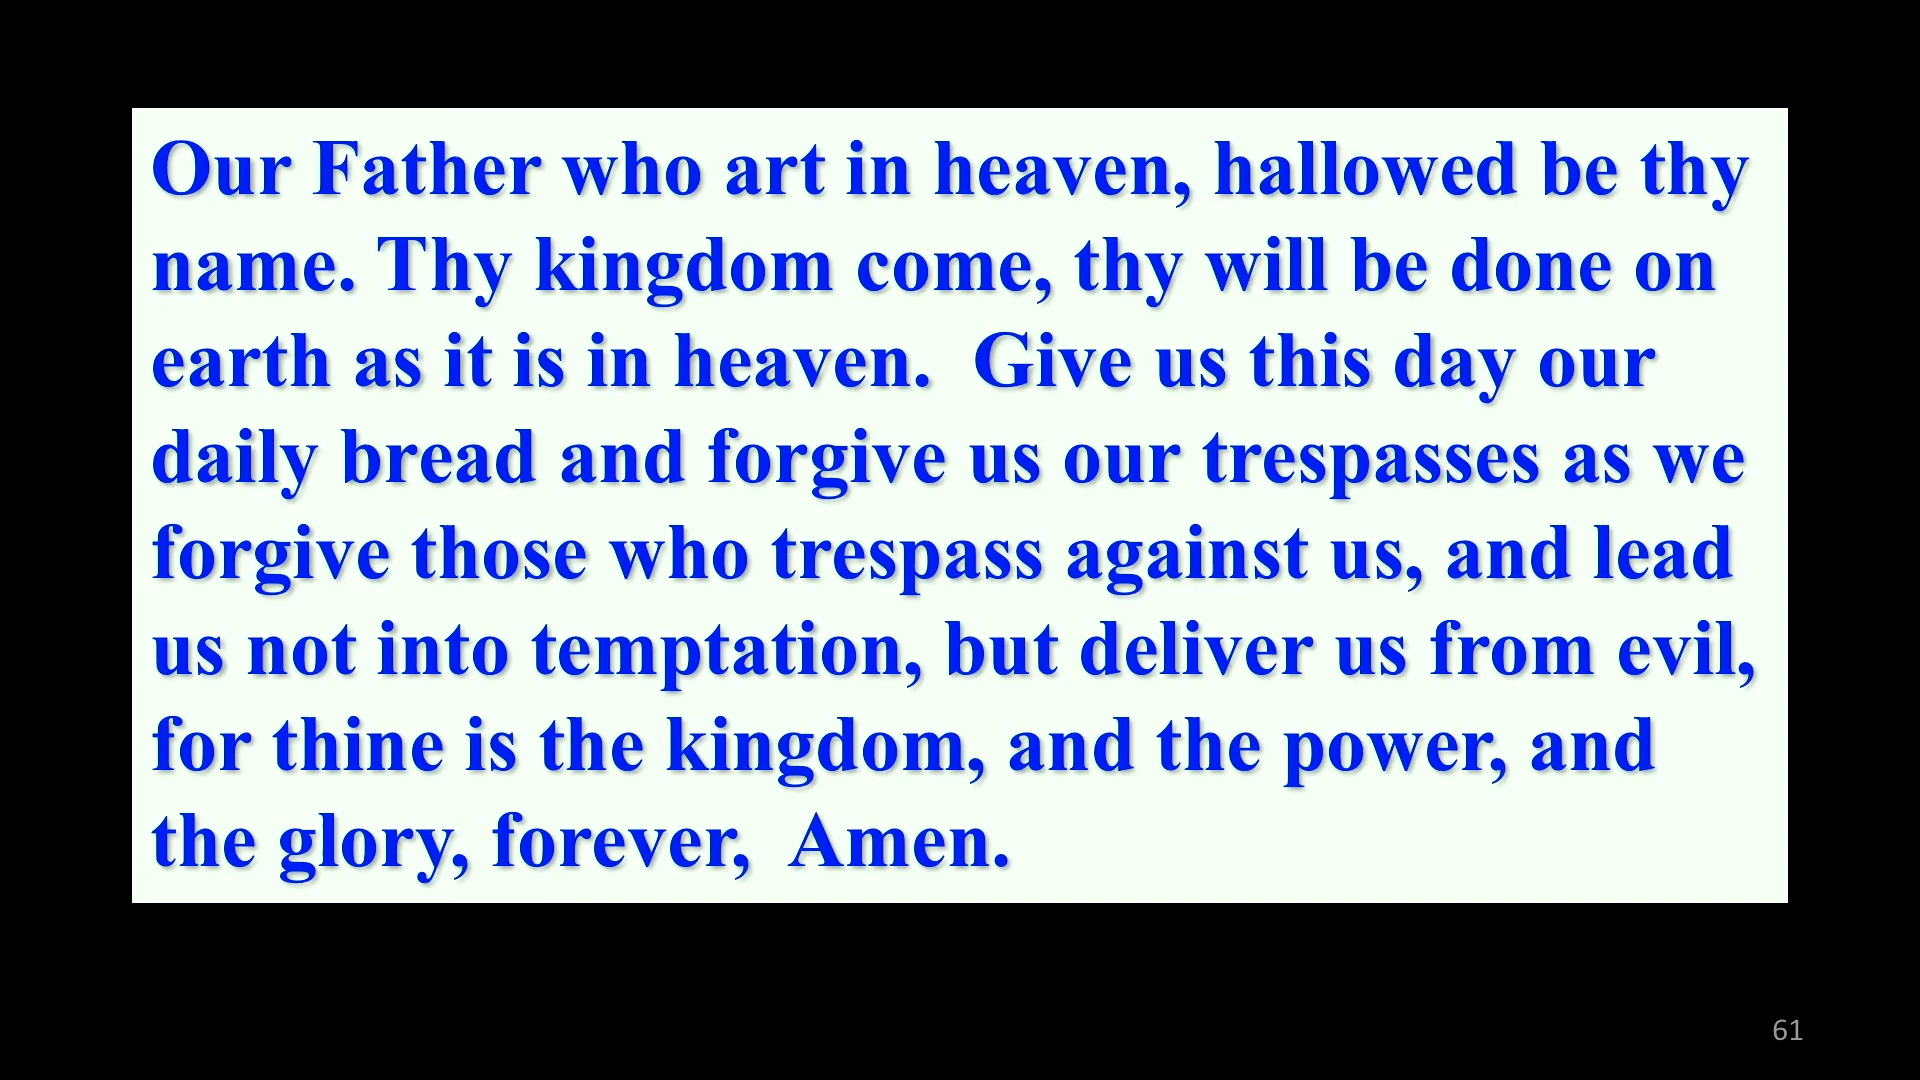 Our Father who art in heaven, hallowed be thy
name. Thy kingdom come, thy will be done on
earth as it is in heaven.  Give us this day our
daily bread and forgive us our trespasses as we
forgive those who trespass against us, and lead
us not into temptation, but deliver us from evil,
for thine is the kingdom, and the power, and
the glory, forever,  Amen.
61